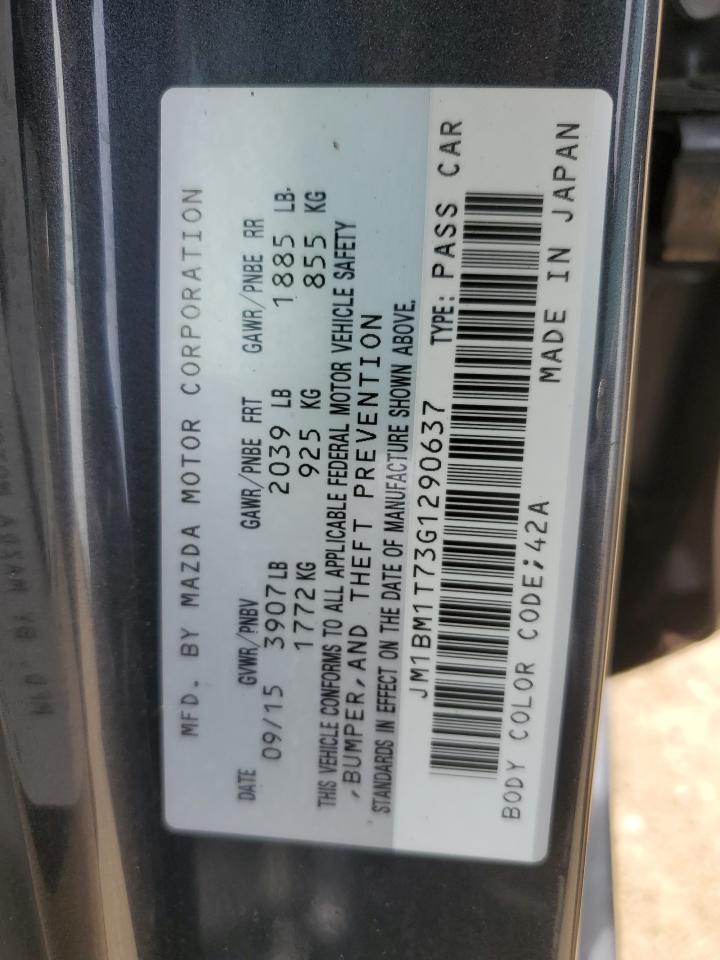 MFD. BY MAZDA MOTOR CORPORATION
DATE GVWR/PNBV GAWR/PNBE FRT GAWR/PNBE RR
09/15 3907LB 2039 LB 1885 LB.
1772KG 925 KG 855 KG
THIS VEHICLE CONFORMS TO ALL APPLICABLE FEDERAL MOTOR VEHICLE SAFETY
,BUMPER,AND THEFT PREVENTION
STANDARDS IN EFFECT ON THE DATE OF MANUFACTURE SHOWN ABOVE.
JM1BM1T73G1290637 TYPE: PASS CAR
BODY COLOR CODE;42A MADE IN JAPAN